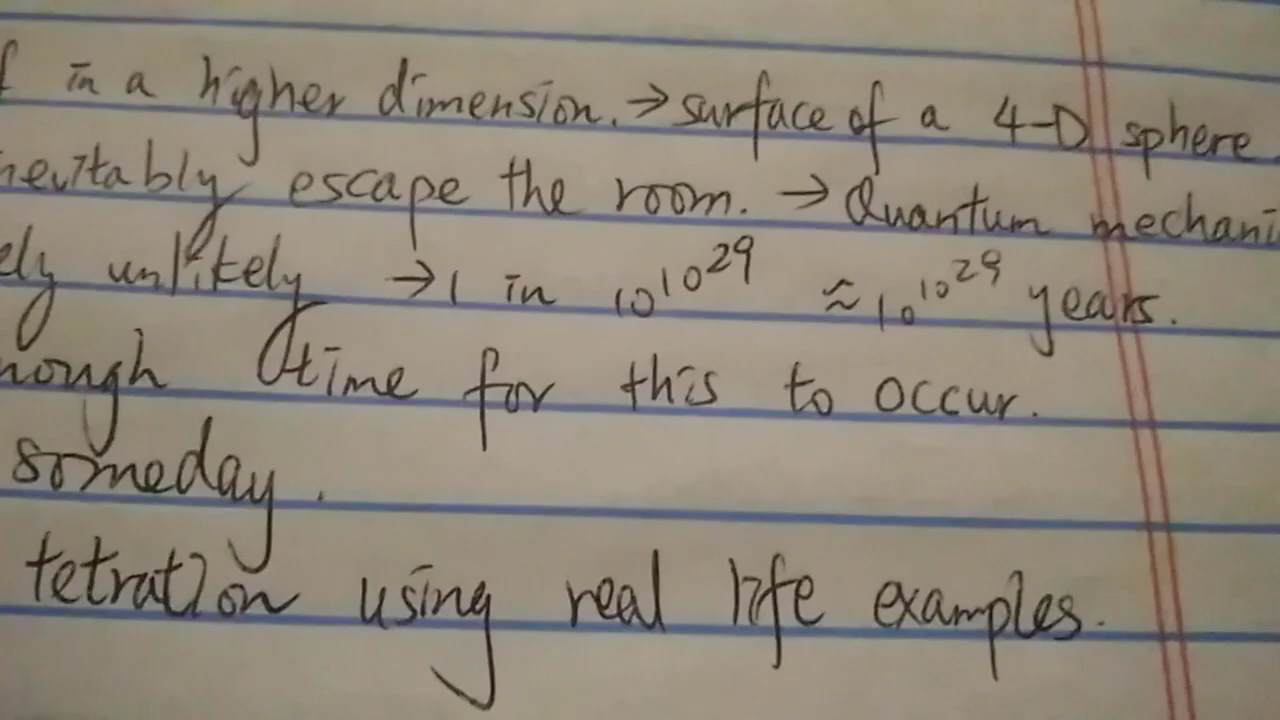 in a higher dimension. → surface of a 4-D sphere.
escape the room. → Quantum
unlikely → 1 in 10^10^29 ≈ 10^10^29 years.
time for this to occur.
someday.
tetration using real life examples.